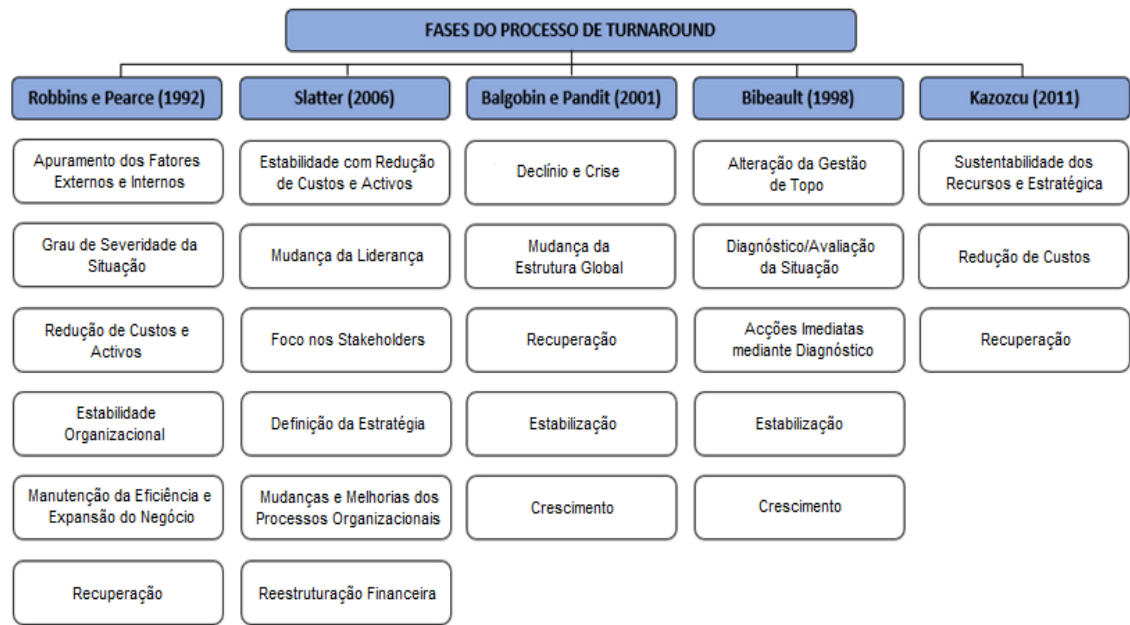 FASES DO PROCESSO DE TURNAROUND
Robbins e Pearce (1992)
Apuramento dos Fatores
Externos e Internos
Grau de Severidade da
Situação
Redução de Custos e
Activos
Estabilidade
Organizacional
Manutenção da Eficiência e
Expansão do Negócio
Recuperação
Slatter (2006)
Estabilidade com Redução
de Custos e Activos
Mudança da Liderança
Foco nos Stakeholders
Definição da Estratégia
Mudanças e Melhorias dos
Processos Organizacionais
Reestruturação Financeira
Balgobin e Pandit (2001)
Declínio e Crise
Mudança da
Estrutura Global
Recuperação
Estabilização
Crescimento
Bibeault (1998)
Alteração da Gestão
de Topo
Diagnóstico/Avaliação
da Situação
Acções Imediatas
mediante Diagnóstico
Estabilização
Crescimento
Kazozcu (2011)
Sustentabilidade dos
Recursos e Estratégica
Redução de Custos
Recuperação